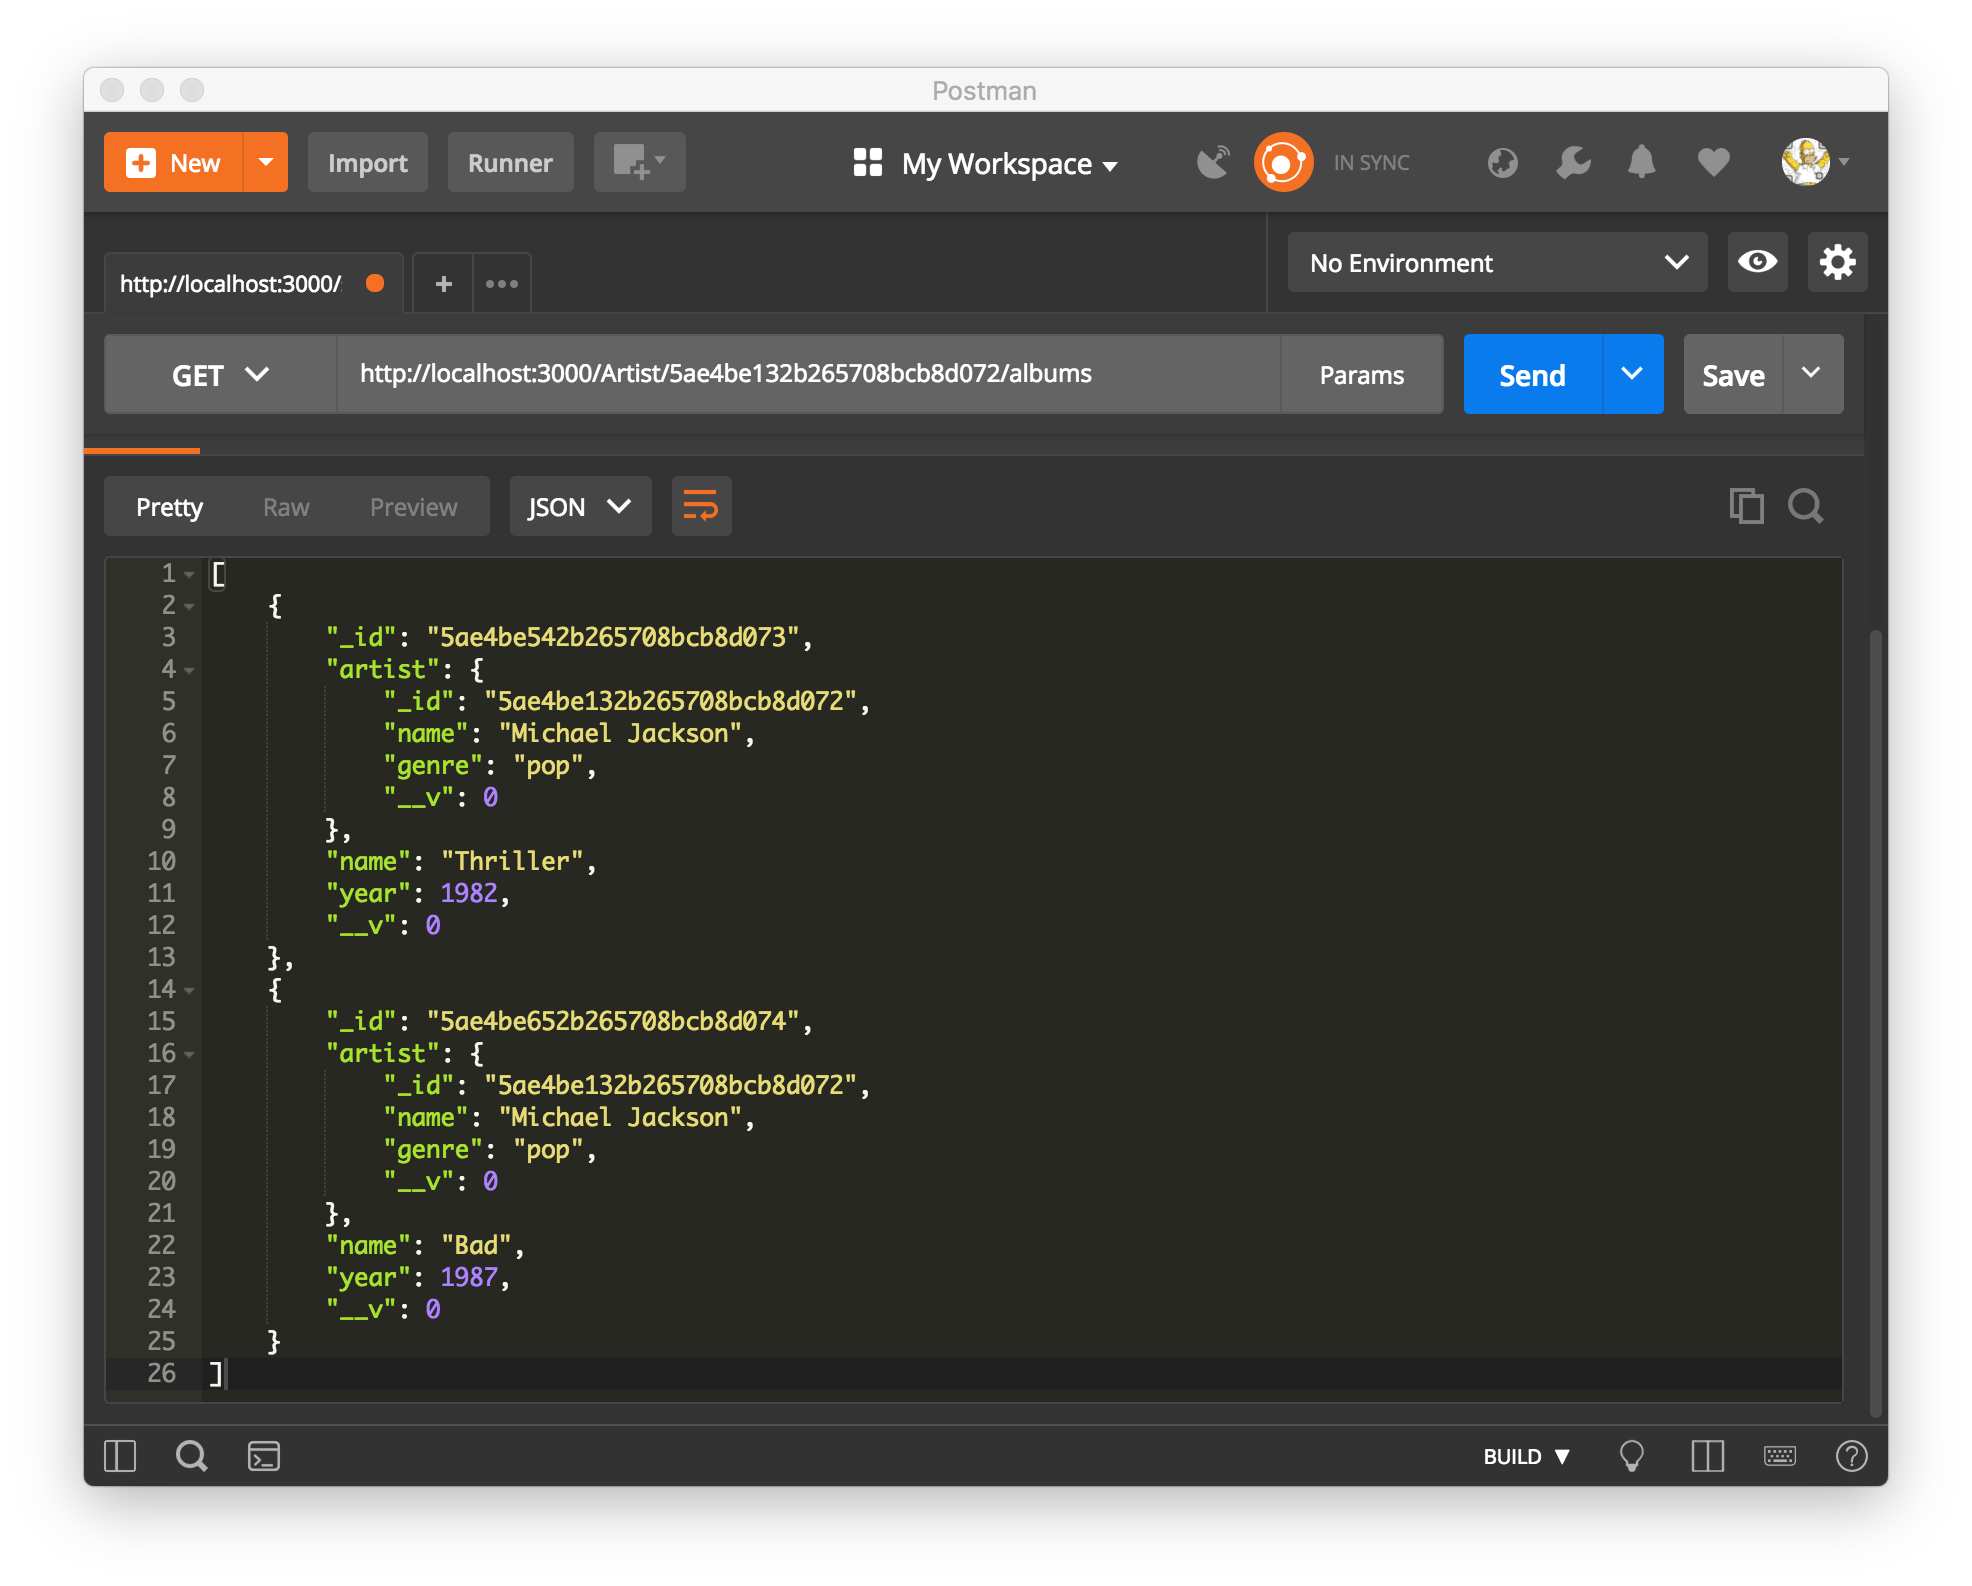 Postman
New Import Runner My Workspace IN SYNC
http://localhost:3000/ + ••• No Environment
GET http://localhost:3000/Artist/5ae4be132b265708bcb8d072/albums Params Send Save
Pretty Raw Preview JSON
1 [
2 {
3 "_id": "5ae4be542b265708bcb8d073",
4 "artist": {
5 "_id": "5ae4be132b265708bcb8d072",
6 "name": "Michael Jackson",
7 "genre": "pop",
8 "__v": 0
9 },
10 "name": "Thriller",
11 "year": 1982,
12 "__v": 0
13 },
14 {
15 "_id": "5ae4be652b265708bcb8d074",
16 "artist": {
17 "_id": "5ae4be132b265708bcb8d072",
18 "name": "Michael Jackson",
19 "genre": "pop",
20 "__v": 0
21 },
22 "name": "Bad",
23 "year": 1987,
24 "__v": 0
25 }
26 ]
BUILD ▼